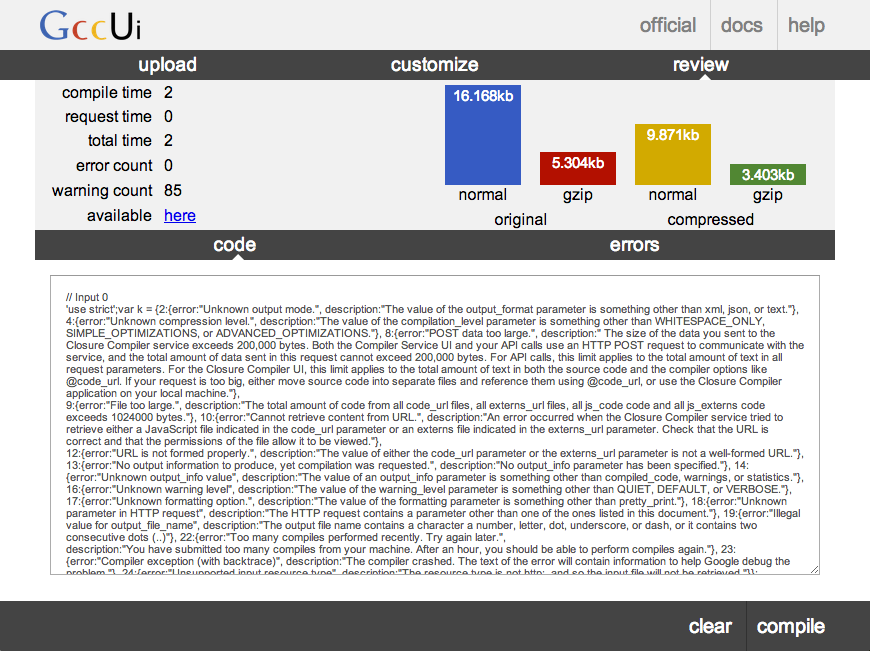 GccUi
official docs help
upload customize review
compile time 2
request time 0
total time 2
error count 0
warning count 85
available here
16.168kb
5.304kb
9.871kb
3.403kb
normal gzip normal gzip
original compressed
code errors
// Input 0
'use strict';var k = {2:{error:"Unknown output mode.", description:"The value of the output_format parameter is something other than xml, json, or text."},
4:{error:"Unknown compression level.", description:"The value of the compilation_level parameter is something other than WHITESPACE_ONLY,
SIMPLE_OPTIMIZATIONS, or ADVANCED_OPTIMIZATIONS."}, 8:{error:"POST data too large.", description:" The size of the data you sent to the
Closure Compiler service exceeds 200,000 bytes. Both the Compiler Service UI and your API calls use an HTTP POST request to communicate with the
service, and the total amount of data sent in this request cannot exceed 200,000 bytes. For API calls, this limit applies to the total amount of text in all
request parameters. For the Closure Compiler UI, this limit applies to the total amount of text in both the source code and the compiler options like
@code_url. If your request is too big, either move source code into separate files and reference them using @code_url, or use the Closure Compiler
application on your local machine."},
9:{error:"File too large.", description:"The total amount of code from all code_url files, all externs_url files, all js_code code and all js_externs code
exceeds 1024000 bytes."}, 10:{error:"Cannot retrieve content from URL.", description:"An error occurred when the Closure Compiler service tried to
retrieve either a JavaScript file indicated in the code_url parameter or an externs file indicated in the externs_url parameter. Check that the URL is
correct and that the permissions of the file allow it to be viewed."},
12:{error:"URL is not formed properly.", description:"The value of either the code_url parameter or the externs_url parameter is not a well-formed URL."},
13:{error:"No output information to produce, yet compilation was requested.", description:"No output_info parameter has been specified."}, 14:
{error:"Unknown output_info value", description:"The value of an output_info parameter is something other than compiled_code, warnings, or statistics."},
16:{error:"Unknown warning level", description:"The value of the warning_level parameter is something other than QUIET, DEFAULT, or VERBOSE."},
17:{error:"Unknown formatting option.", description:"The value of the formatting parameter is something other than pretty_print."}, 18:{error:"Unknown
parameter in HTTP request", description:"The HTTP request contains a parameter other than one of the ones listed in this document."}, 19:{error:"Illegal
value for output_file_name", description:"The output file name contains a character a number, letter, dot, underscore, or dash, or it contains two
consecutive dots (..)"}, 22:{error:"Too many compiles performed recently. Try again later.",
description:"You have submitted too many compiles from your machine. After an hour, you should be able to perform compiles again."}, 23:
{error:"Compiler exception (with backtrace)", description:"The compiler crashed. The text of the error will contain information to help Google debug the
problem."}, 24:{error:"Unsupported input resource type", description:"The resource type is not http:, and so the input file will not be retrieved."}};
clear compile